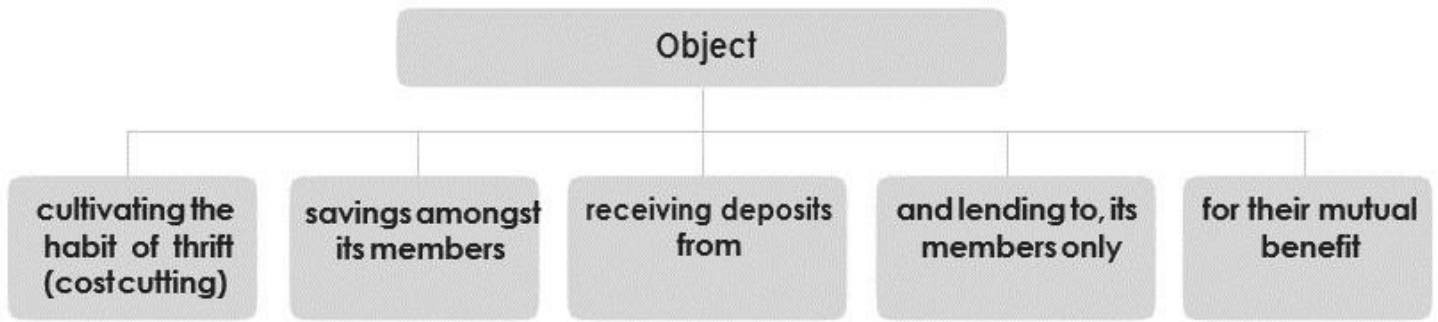 Object
cultivating the
habit of thrift
(cost cutting)
savings amongst
its members
receiving deposits
from
and lending to, its
members only
for their mutual
benefit